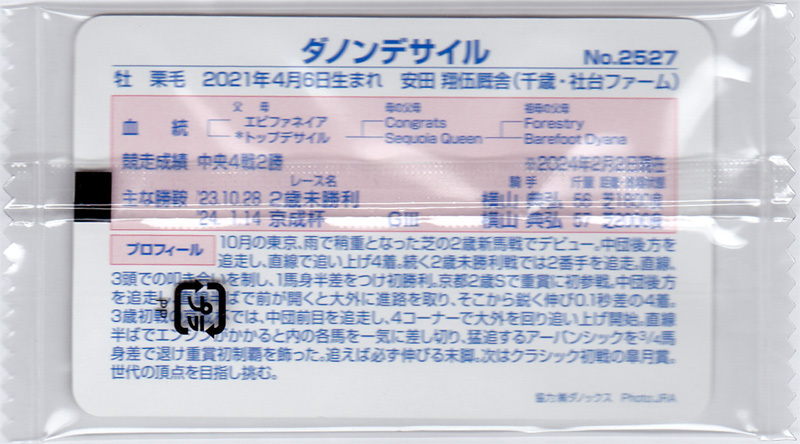 ダノンデサイル No.2527
牡 栗毛 2021年4月6日生まれ 安田 翔伍厩舎(千歳・社台ファーム)
父 母 母の父母 祖母の父母
血統 エピファネイア Congrats Forestry
*トップデサイル Sequoia Queen Barefoot Dyana
競走成績 中央4戦2勝 ※2024年2月2日現在
レース名 騎手 斤量
主な勝鞍 '23.10.28 2歳未勝利 横山 典弘 56 芝1800良
'24. 1.14 京成杯 GIII 横山 典弘 57 芝2000良
プロフィール 10月の東京、雨で稍重となった芝の2歳新馬戦でデビュー。中団後方を
追走し、直線で追い上げ4着。続く2歳未勝利戦では2番手を追走。直線、
3頭での叩き合いを制し、1馬身半差をつけ初勝利。京都2歳Sで重賞に初参戦。中団後方
を追走し まで前が開くと大外に進路を取り、そこから鋭く伸び0.1秒差の4着。
3歳初戦の では、中団前目を追走し、4コーナーで大外を回り追い上げ開始。直線
半ばでエンジンがかかると内の各馬を一気に差し切り、猛追するアーバンシックを3/4馬
身差で退け重賞初制覇を飾った。追えば必ず伸びる末脚。次はクラシック初戦の皐月賞。
世代の頂点を目指し挑む。
プラ
協力:㈱ダノックス Photo:JRA